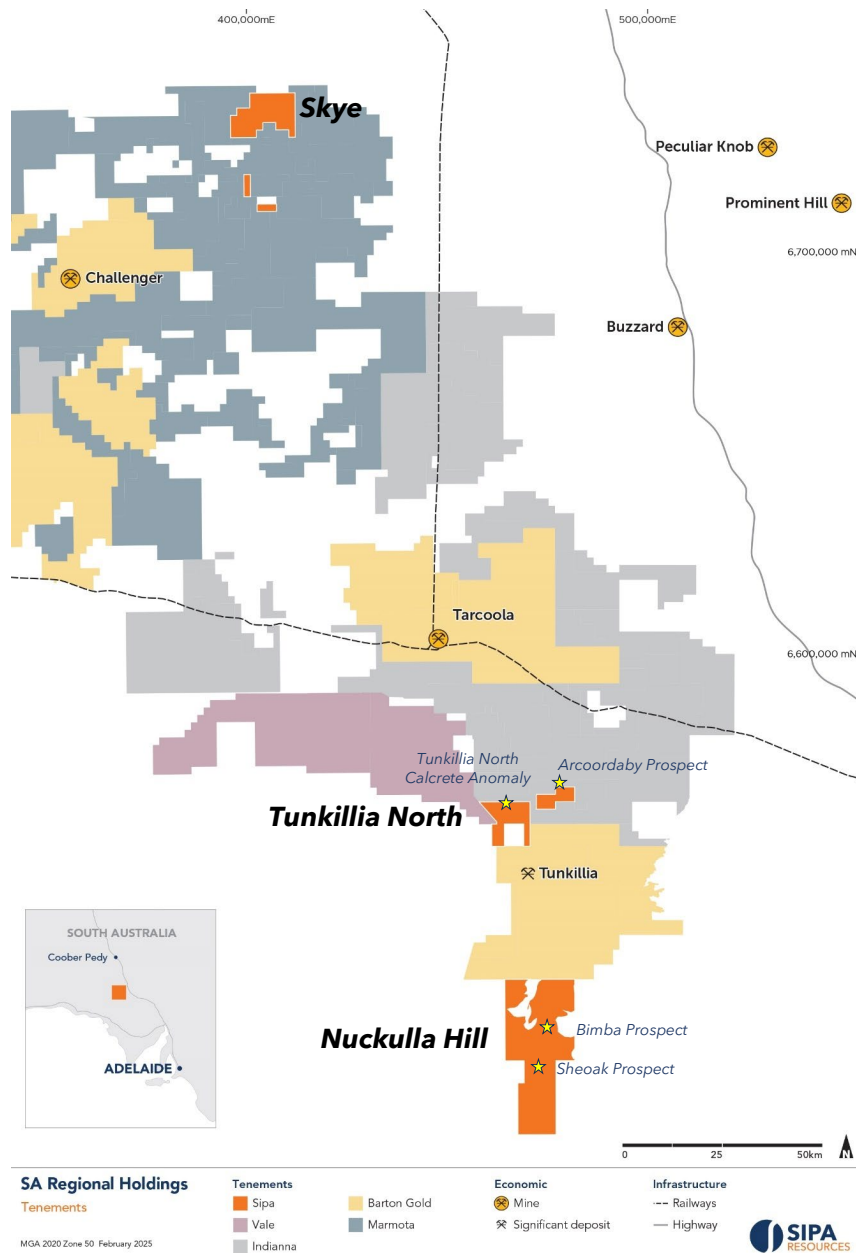 400,000mE
500,000mE
Skye
Peculiar Knob
Prominent Hill
6,700,000 mN
Challenger
Buzzard
Tarcoola
6,600,000 mN
Tunkillia North
Calcrete Anomaly
Arcoordaby Prospect
Tunkillia North
Tunkillia
SOUTH AUSTRALIA
Coober Pedy
ADELAIDE
Nuckulla Hill
Bimba Prospect
Sheoak Prospect
0 25 50km
N
SA Regional Holdings
Tenements
MGA 2020 Zone 50 February 2025
Tenements
Sipa
Vale
Indianna
Barton Gold
Marmota
Economic
Mine
Significant deposit
Infrastructure
Railways
Highway
SIPA
RESOURCES